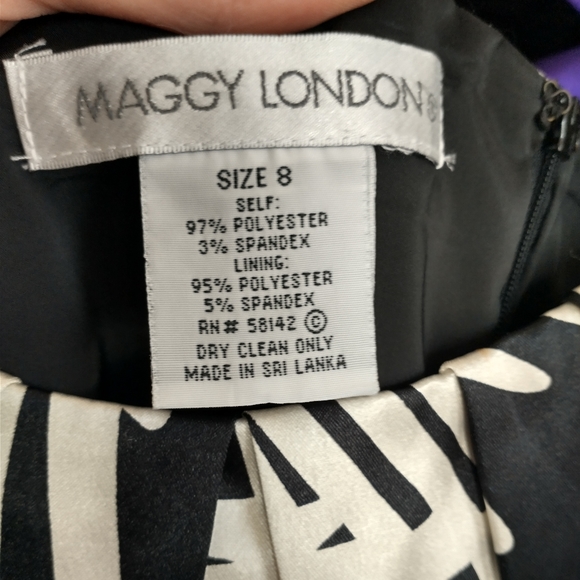 MAGGY LONDON®
SIZE 8
SELF:
97% POLYESTER
3% SPANDEX
LINING:
95% POLYESTER
5% SPANDEX
RN# 58142 ©
DRY CLEAN ONLY
MADE IN SRI LANKA